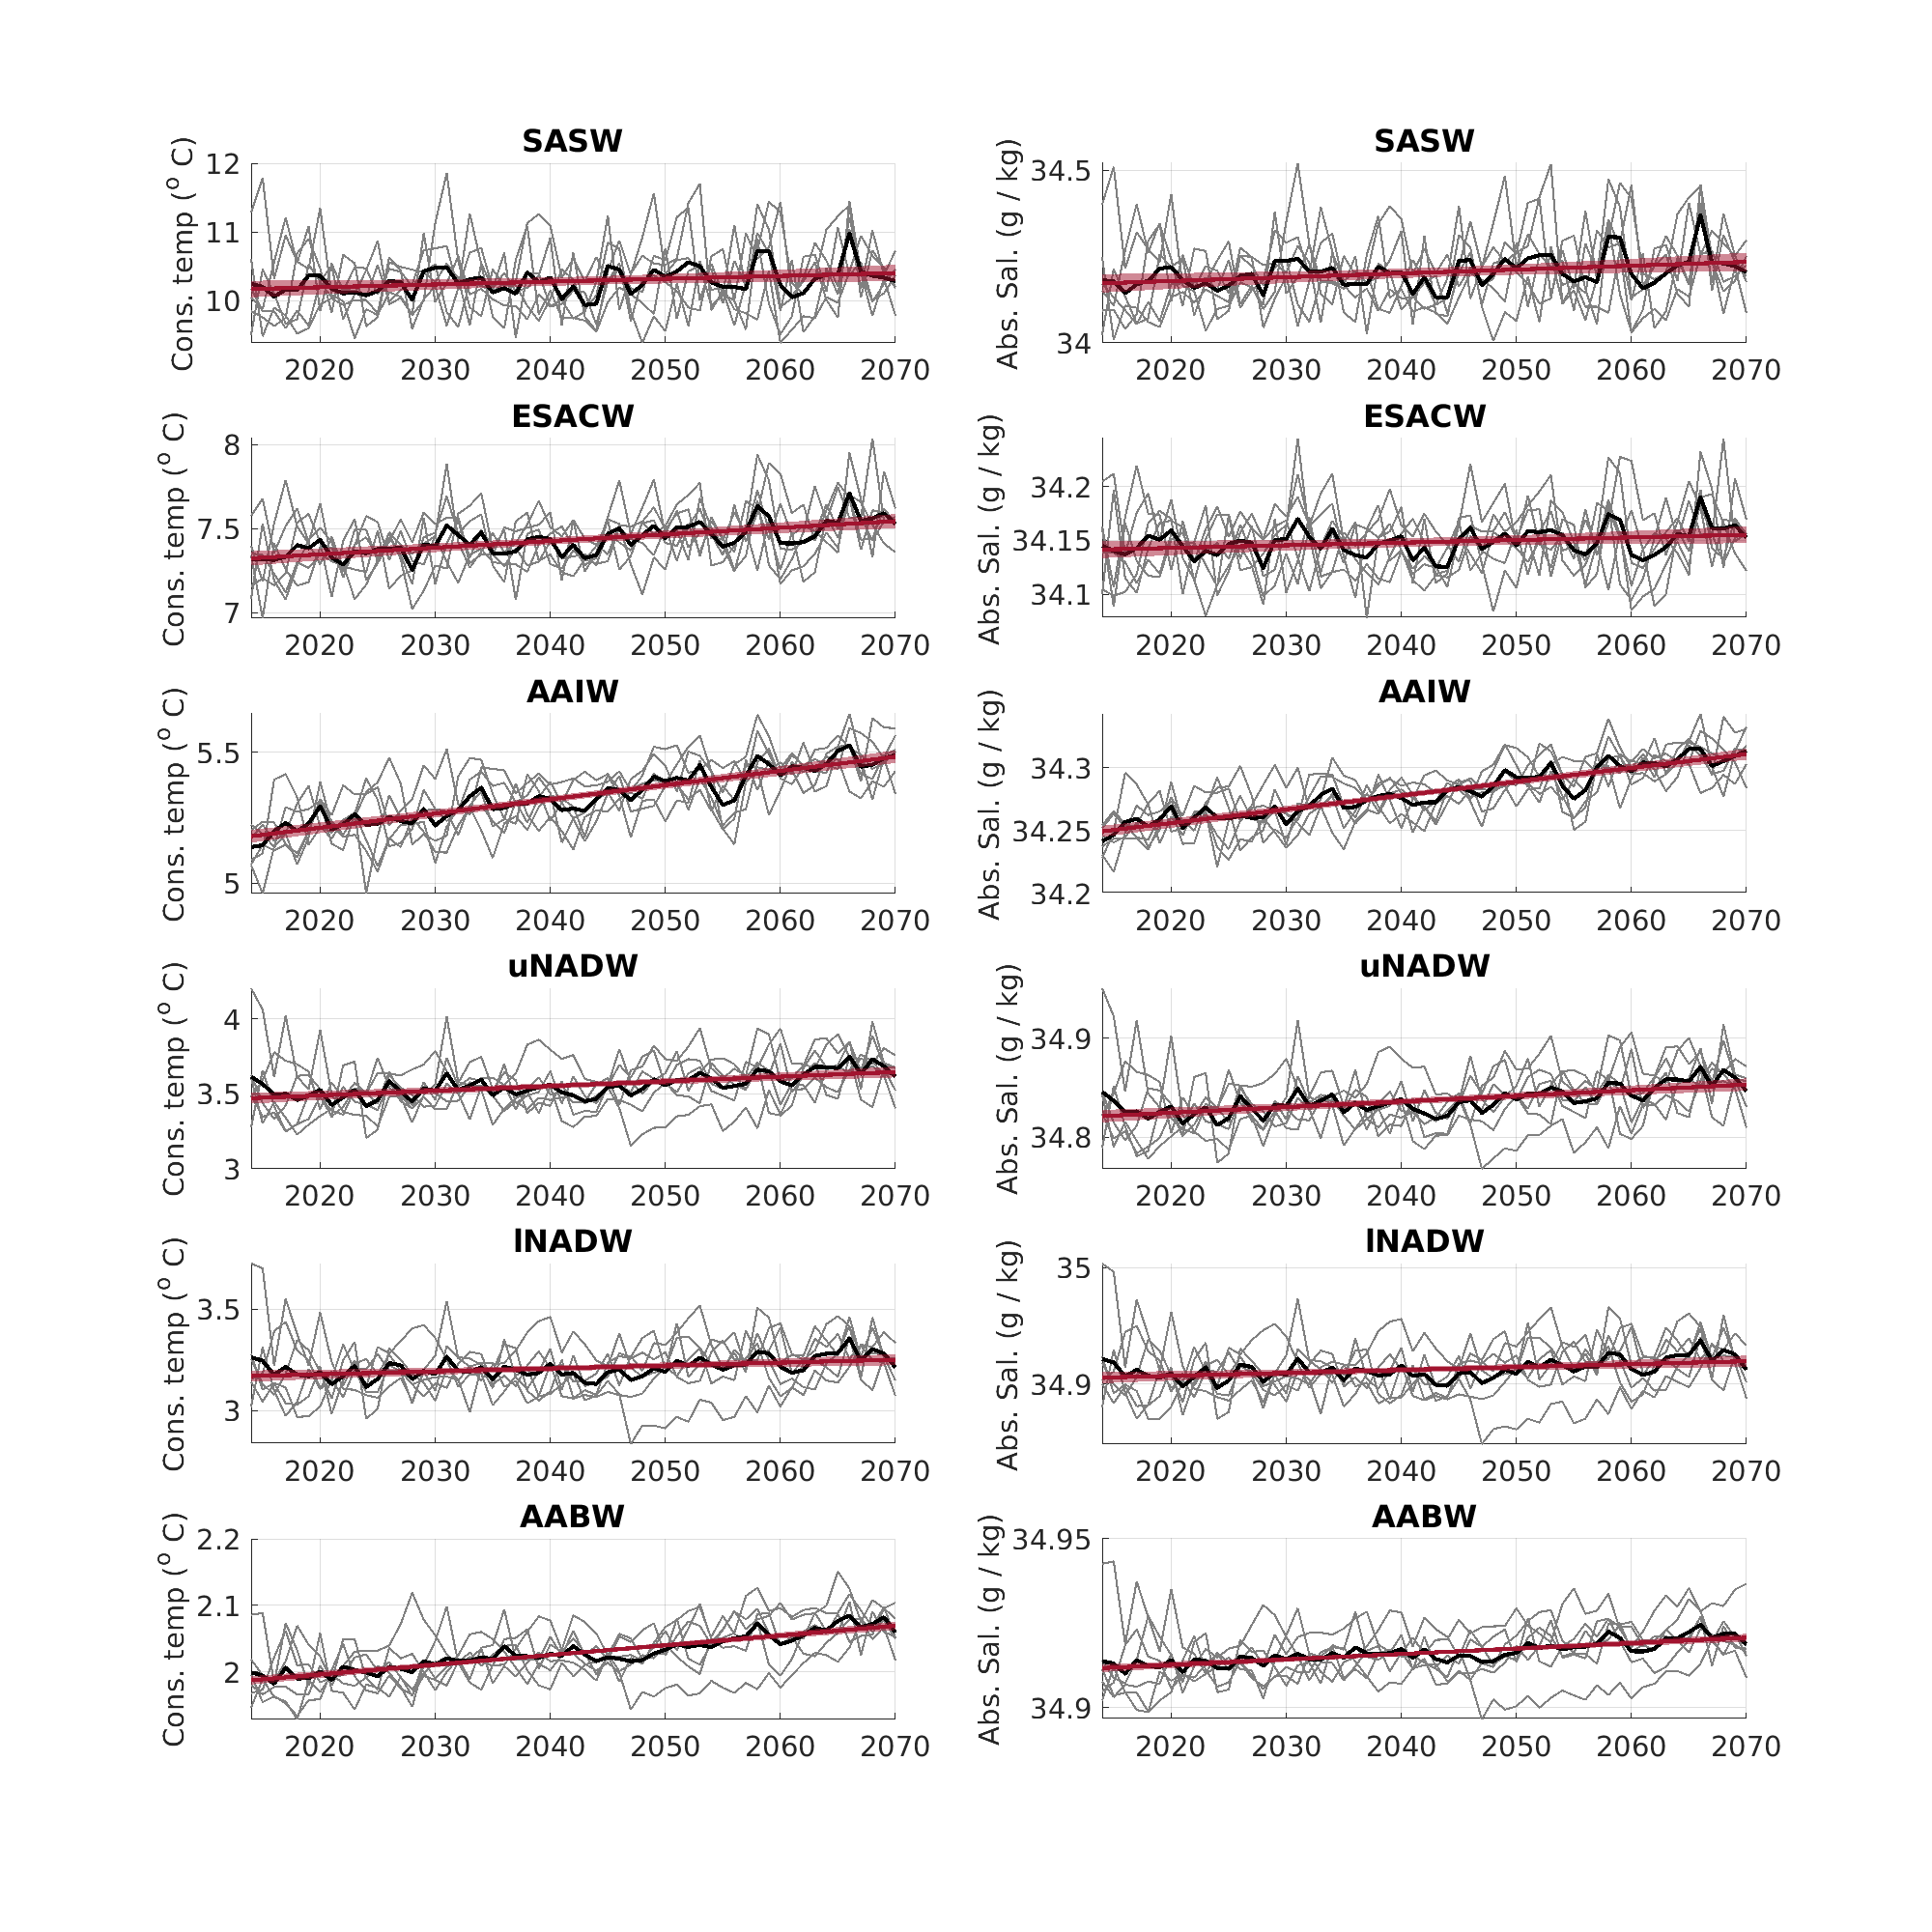 SASW
Cons. temp (° C)
12
11
10
2020 2030 2040 2050 2060 2070
SASW
Abs. Sal. (g / kg)
34.5
34
2020 2030 2040 2050 2060 2070
ESACW
Cons. temp (° C)
8
7.5
7
2020 2030 2040 2050 2060 2070
ESACW
Abs. Sal. (g / kg)
34.2
34.15
34.1
2020 2030 2040 2050 2060 2070
AAIW
Cons. temp (° C)
5.5
5
2020 2030 2040 2050 2060 2070
AAIW
Abs. Sal. (g / kg)
34.3
34.25
34.2
2020 2030 2040 2050 2060 2070
uNADW
Cons. temp (° C)
4
3.5
3
2020 2030 2040 2050 2060 2070
uNADW
Abs. Sal. (g / kg)
34.9
34.8
2020 2030 2040 2050 2060 2070
lNADW
Cons. temp (° C)
3.5
3
2020 2030 2040 2050 2060 2070
lNADW
Abs. Sal. (g / kg)
35
34.9
2020 2030 2040 2050 2060 2070
AABW
Cons. temp (° C)
2.2
2.1
2
2020 2030 2040 2050 2060 2070
AABW
Abs. Sal. (g / kg)
34.95
34.9
2020 2030 2040 2050 2060 2070